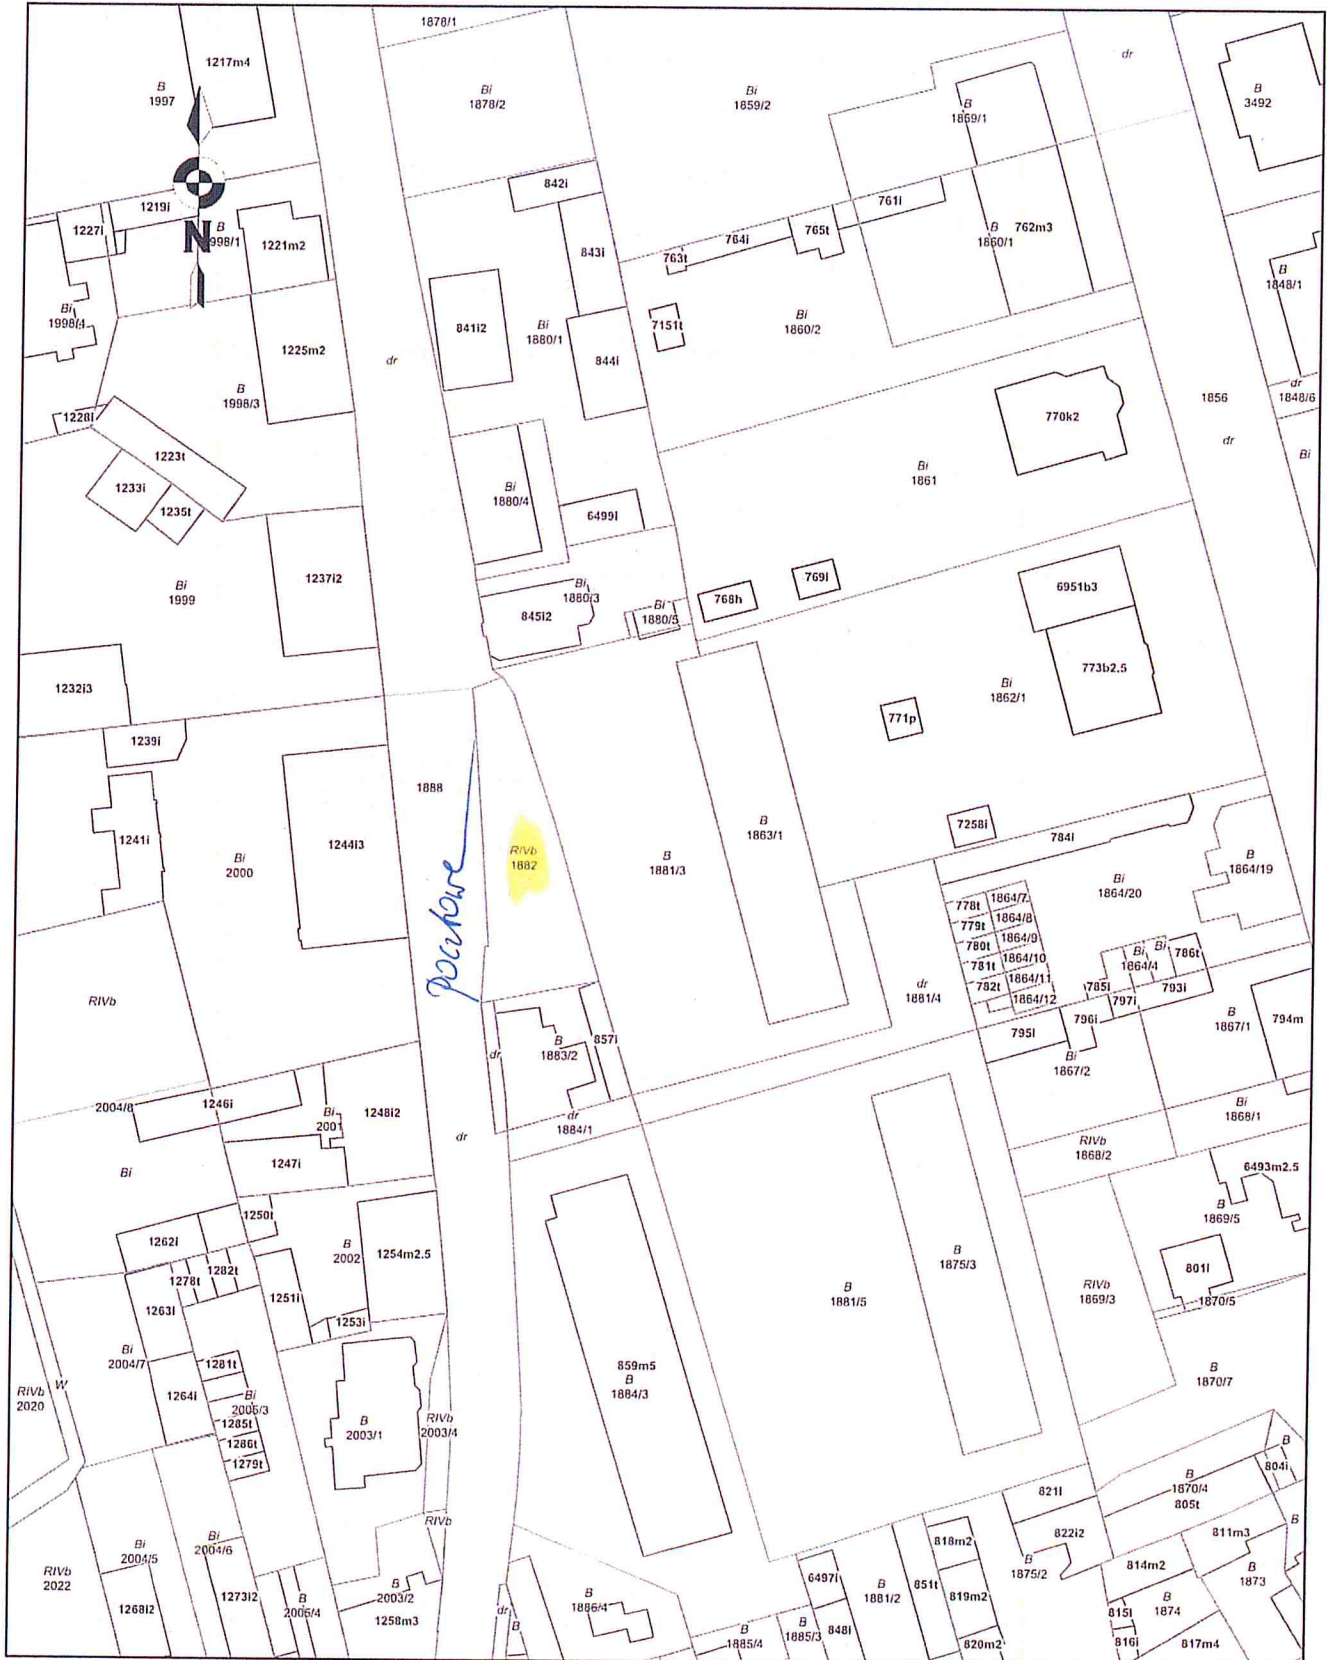 1878/1
1217m4
B
1997
Bi
1878/2
Bi
1859/2
dr
B
1859/1
B
3492
842i
1219i
1227i
N
B
998/1
1221m2
843i
761i
765t
764i
763t
B
1860/1
762m3
Bi
1998/4
B
1848/1
841i2
Bi
1880/1
7151t
Bi
1860/2
844i
1225m2
dr
B
1998/3
dr
1848/6
1856
1228i
770k2
dr
Bi
1223t
1233i
1235t
Bi
1861
Bi
1880/4
6499i
1237i2
Bi
1999
Bi
1880/3
845i2
Bi
1880/5
768h
769i
6951b3
773b2.5
1232i3
Bi
1862/1
771p
1239i
1888
1241i
1244i3
Bi
2000
RIVb
1882
poczkowe
B
1881/3
B
1863/1
7258i
784i
B
1864/19
Bi
1864/20
778t
1864/7
779t
1864/8
780t
1864/9
781t
1864/10
782t
1864/11
1864/12
Bi
1864/4
Bi
786t
785i
797i
793i
dr
1881/4
RIVb
795i
796i
B
1867/1
794m
dr
B
1883/2
857i
Bi
1867/2
2004/8
1246i
Bi
2001
1248i2
dr
dr
1884/1
Bi
1868/1
RIVb
1868/2
Bi
1247i
6493m2.5
1250t
B
1869/5
1262i
B
2002
1254m2.5
B
1875/3
801i
1278t
1282t
1263i
1251i
B
1881/5
RIVb
1869/3
1870/5
1253i
Bi
2004/7
1281t
859m5
B
1884/3
B
1870/7
RIVb
2020
W
1264i
Bi
2005/3
1285t
1286t
1279t
B
2003/1
RIVb
2003/4
B
804i
B
1870/4
805t
821i
RIVb
B
822i2
811m3
Bi
2004/5
Bi
2004/6
818m2
RIVb
2022
B
1875/2
814m2
B
1873
6497i
B
1881/2
851t
819m2
B
2003/2
B
1886/4
1268i2
1273i2
B
2005/4
1258m3
dr
B
815i
B
1874
B
1885/4
B
1885/3
848i
820m2
816i
817m4